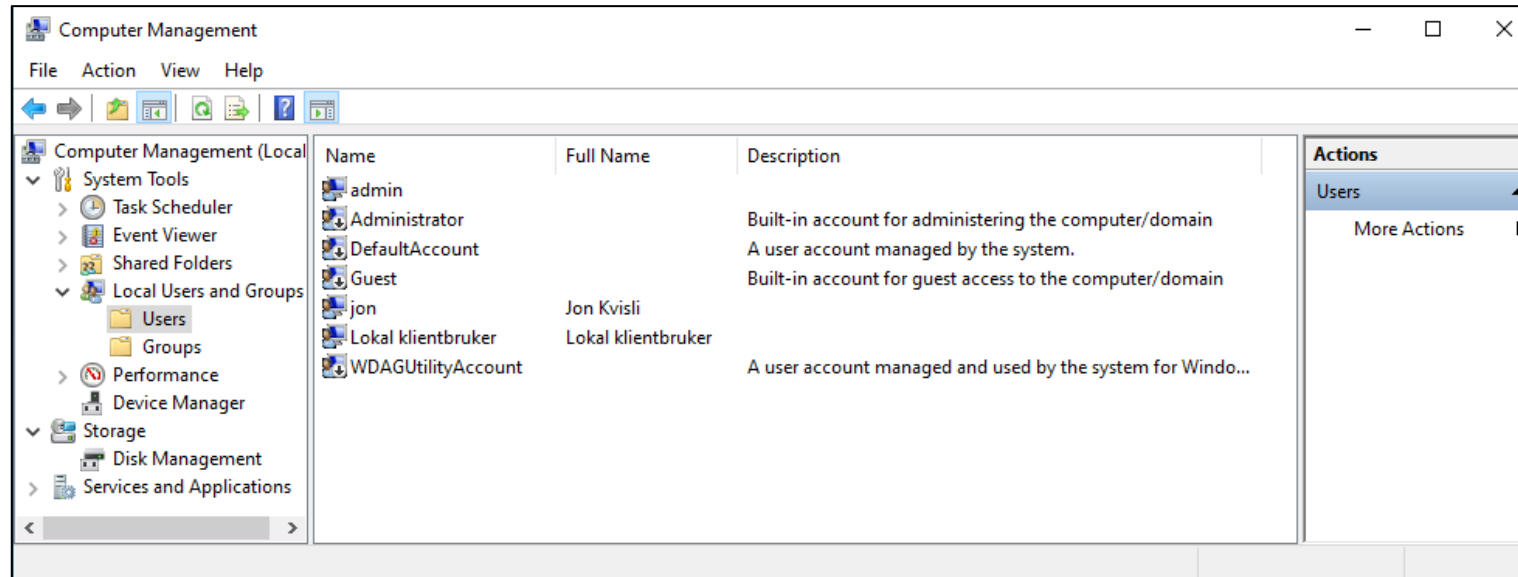 Computer Management
File Action View Help
Computer Management (Local
System Tools
Task Scheduler
Event Viewer
Shared Folders
Local Users and Groups
Users
Groups
Performance
Device Manager
Storage
Disk Management
Services and Applications
Name Full Name Description
admin
Administrator Built-in account for administering the computer/domain
DefaultAccount A user account managed by the system.
Guest Built-in account for guest access to the computer/domain
jon Jon Kvisli
Lokal klientbruker Lokal klientbruker
WDAGUtilityAccount A user account managed and used by the system for Windo...
Actions
Users
More Actions